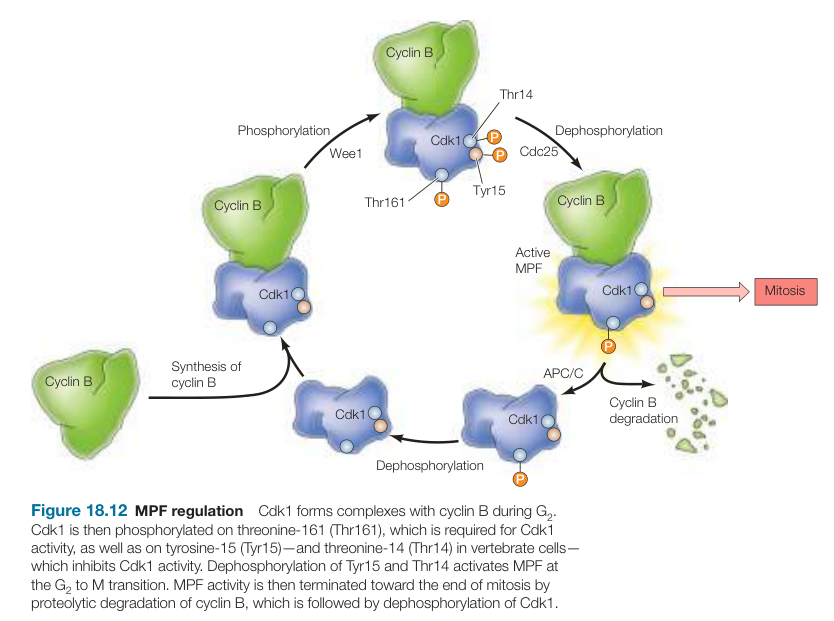 Cyclin B
Thr14
Phosphorylation
Cdk1
P
Dephosphorylation
Wee1
P
Cdc25
Tyr15
Thr161
P
Cyclin B
Cyclin B
Active
MPF
Cdk1
Cdk1
Mitosis
P
Cyclin B
Synthesis of
cyclin B
APC/C
Cyclin B
degradation
Cdk1
Cdk1
Dephosphorylation
P
Figure 18.12 MPF regulation Cdk1 forms complexes with cyclin B during G₂.
Cdk1 is then phosphorylated on threonine-161 (Thr161), which is required for Cdk1
activity, as well as on tyrosine-15 (Tyr15)—and threonine-14 (Thr14) in vertebrate cells—
which inhibits Cdk1 activity. Dephosphorylation of Tyr15 and Thr14 activates MPF at
the G₂ to M transition. MPF activity is then terminated toward the end of mitosis by
proteolytic degradation of cyclin B, which is followed by dephosphorylation of Cdk1.